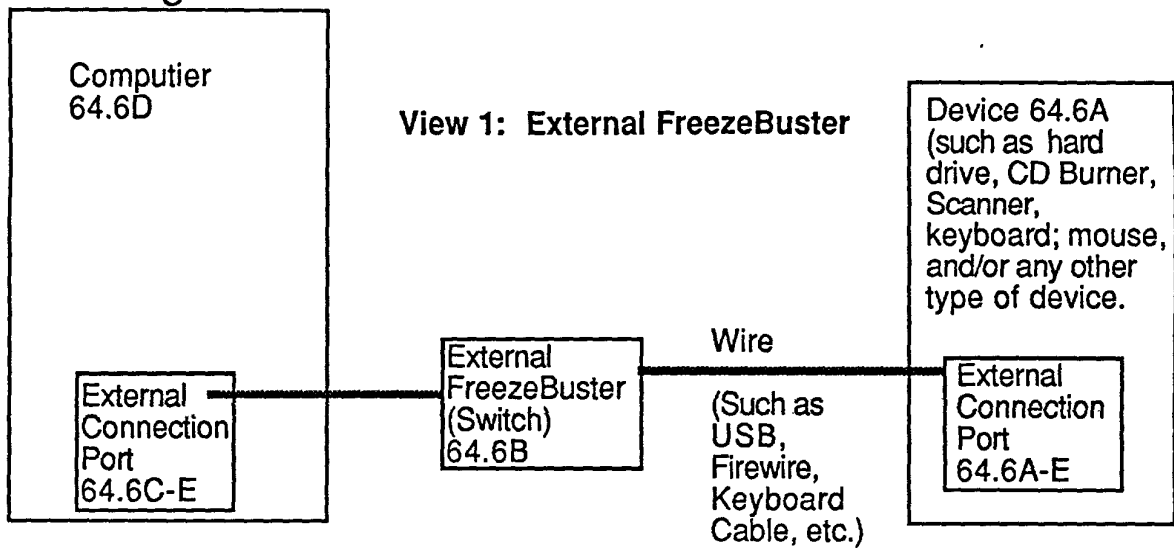 Computier
64.6D
View 1: External FreezeBuster
Device 64.6A
(such as hard
drive, CD Burner,
Scanner,
keyboard; mouse,
and/or any other
type of device.
External
Connection
Port
64.6C-E
External
FreezeBuster
(Switch)
64.6B
Wire
(Such as
USB,
Firewire,
Keyboard
Cable, etc.)
External
Connection
Port
64.6A-E